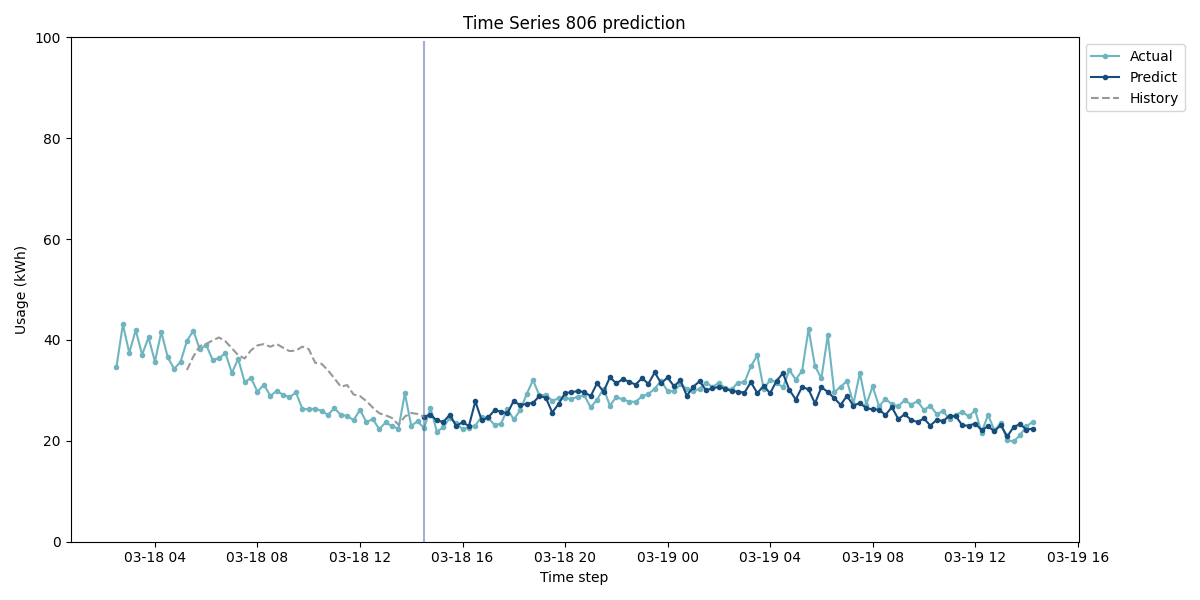 Time Series 806 prediction
100
80
60
40
20
0
Usage (kWh)
03-18 04
03-18 08
03-18 12
03-18 16
03-18 20
03-19 00
03-19 04
03-19 08
03-19 12
03-19 16
Time step
Actual
Predict
History